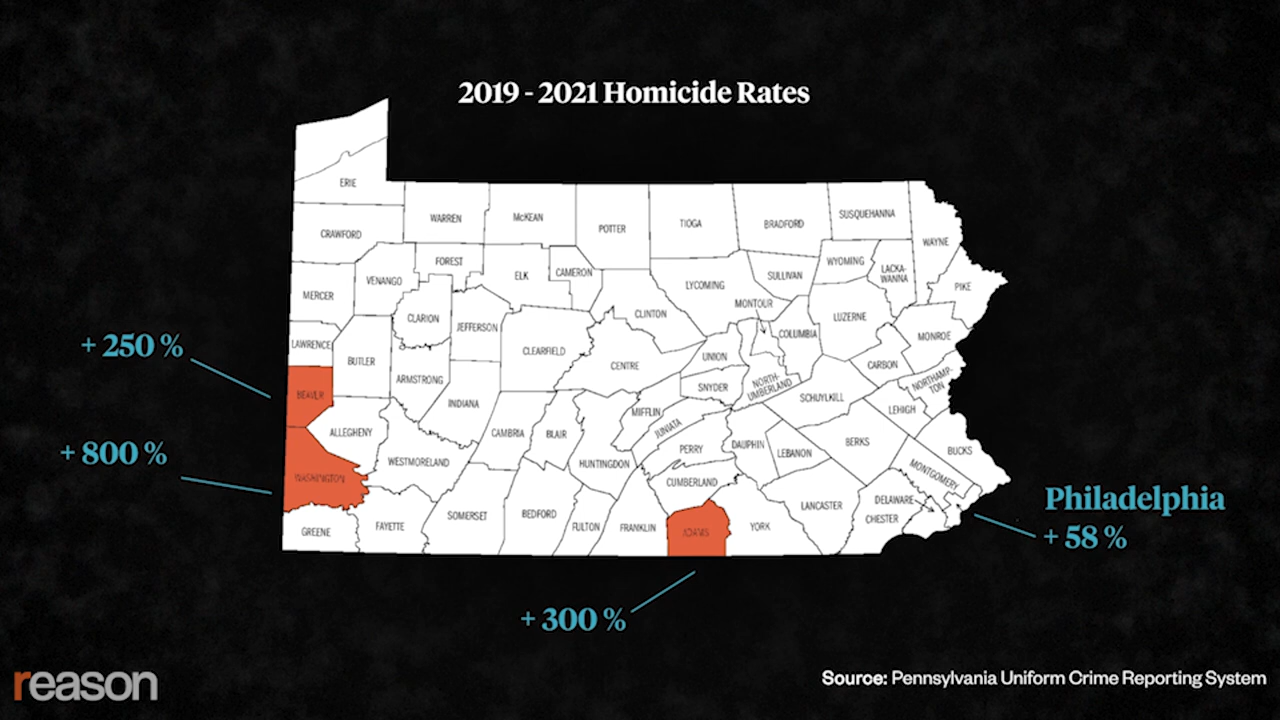 2019 - 2021 Homicide Rates
ERIE
WARREN
McKEAN
POTTER
TIOGA
BRADFORD
SUSQUEHANNA
CRAWFORD
WAYNE
FOREST
ELK
CAMERON
WYOMING
LACKA-
WANNA
VENANGO
SULLIVAN
LYCOMING
PIKE
MERCER
MONTOUR
CLINTON
CLARION
JEFFERSON
COLUMBIA
LUZERNE
MONROE
+ 250 %
LAWRENCE
BUTLER
CLEARFIELD
CENTRE
UNION
CARBON
ARMSTRONG
SNYDER
NORTH-
UMBERLAND
NORTHAMP-
TON
BEAVER
INDIANA
SCHUYLKILL
LEHIGH
MIFFLIN
JUNIATA
ALLEGHENY
CAMBRIA
BLAIR
PERRY
DAUPHIN
LEBANON
BERKS
BUCKS
+ 800 %
WESTMORELAND
HUNTINGDON
MONTGOMERY
WASHINGTON
CUMBERLAND
LANCASTER
DELAWARE
CHESTER
Philadelphia
+ 58 %
GREENE
FAYETTE
SOMERSET
BEDFORD
FULTON
FRANKLIN
ADAMS
YORK
+ 300 %
reason
Source: Pennsylvania Uniform Crime Reporting System